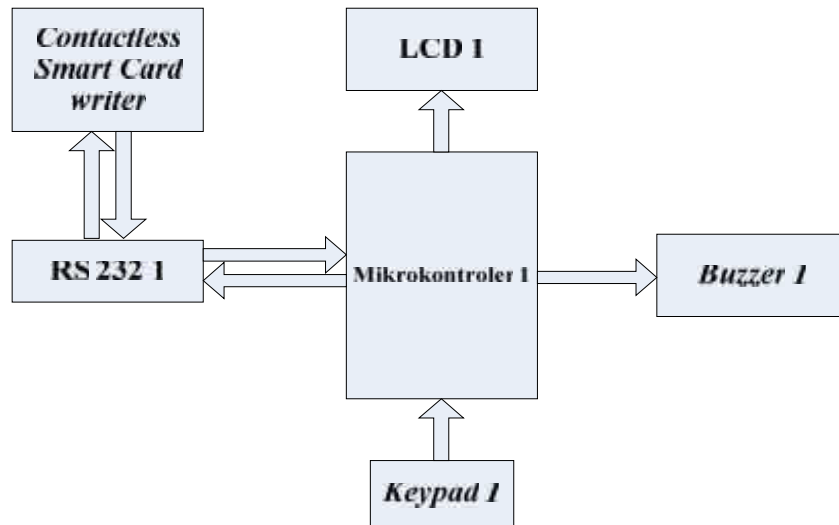 Contactless
Smart Card
writer
LCD 1
RS 232 1
Mikrokontroler 1
Buzzer 1
Keypad 1